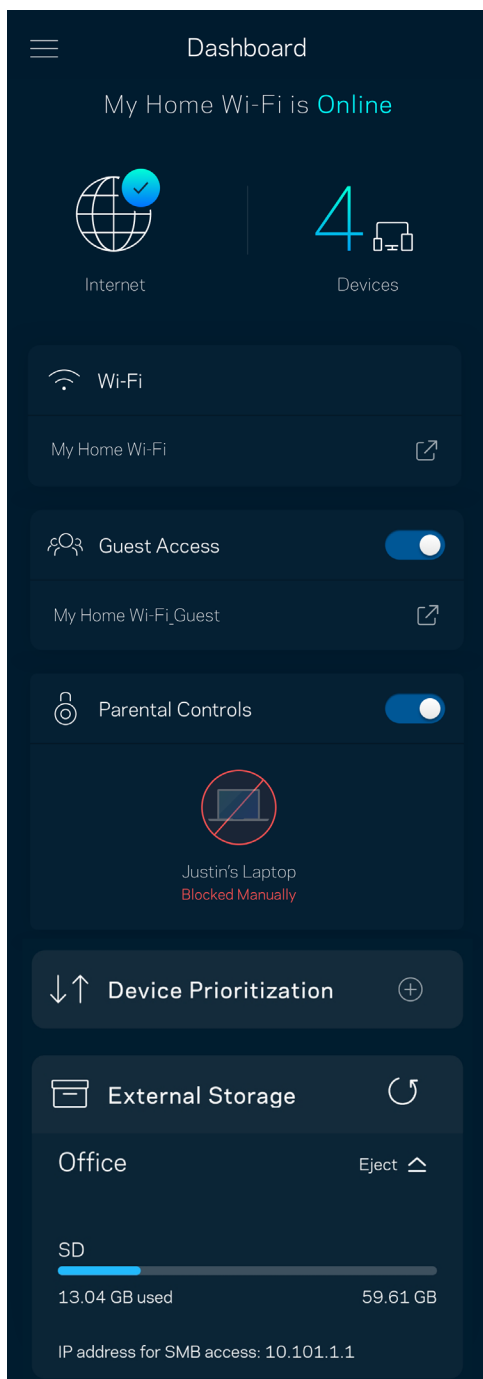 Dashboard
My Home Wi-Fi is Online
4
Internet
Devices
Wi-Fi
My Home Wi-Fi
Guest Access
My Home Wi-Fi_Guest
Parental Controls
Justin's Laptop
Blocked Manually
Device Prioritization
External Storage
Office
Eject
SD
13.04 GB used
59.61 GB
IP address for SMB access: 10.101.1.1